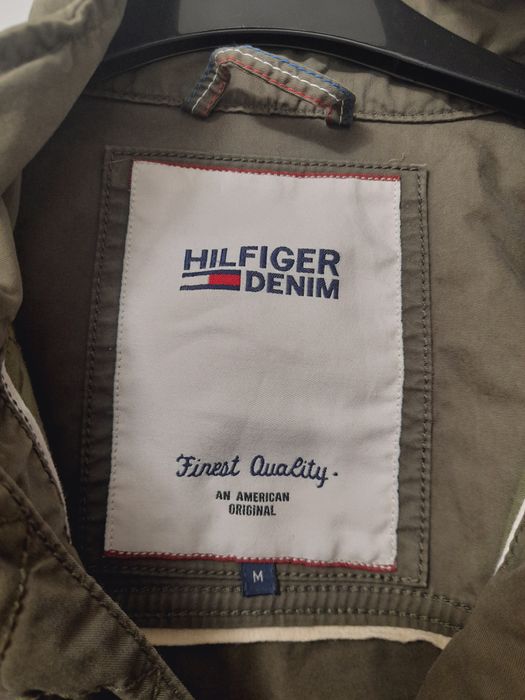 HILFIGER
DENIM
Finest Quality.
AN AMERICAN
ORIGINAL
M